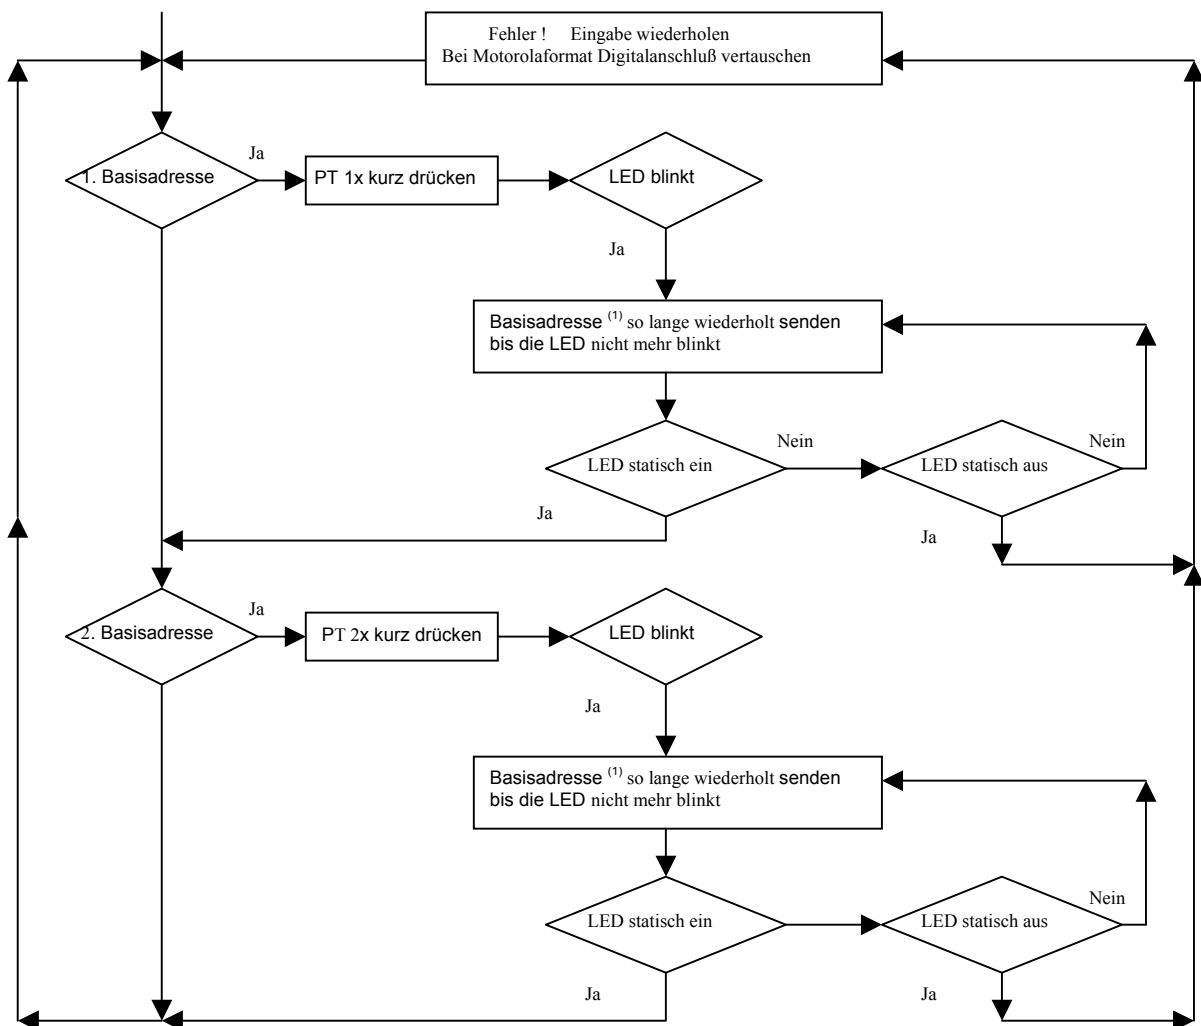 Fehler ! Eingabe wiederholen
Bei Motorolaformat Digitalanschluß vertauschen
Ja
1. Basisadresse
PT 1x kurz drücken
LED blinkt
Ja
Basisadresse (1) so lange wiederholt senden
bis die LED nicht mehr blinkt
Nein
Nein
LED statisch ein
LED statisch aus
Ja
Ja
Ja
2. Basisadresse
PT 2x kurz drücken
LED blinkt
Ja
Basisadresse (1) so lange wiederholt senden
bis die LED nicht mehr blinkt
Nein
LED statisch ein
LED statisch aus
Ja
Ja